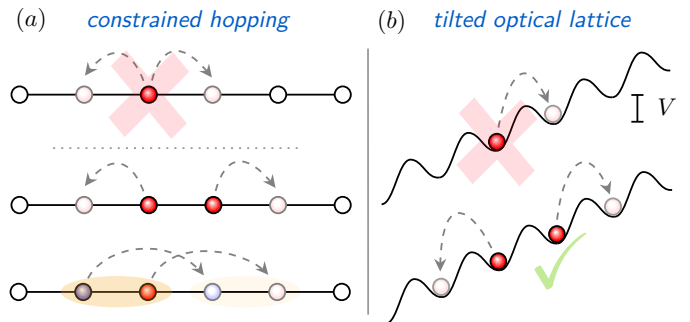 (a) constrained hopping
(b) tilted optical lattice
V